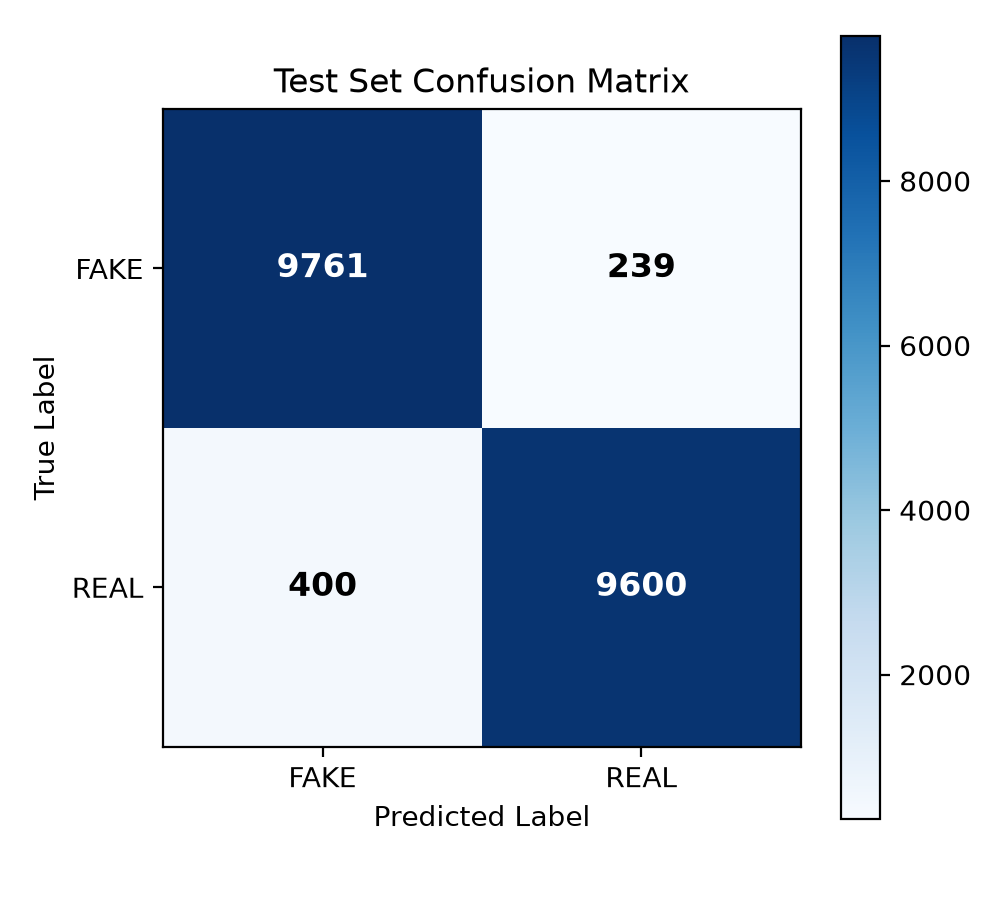 Test Set Confusion Matrix
True Label
FAKE
9761
239
REAL
400
9600
FAKE
REAL
Predicted Label
8000
6000
4000
2000